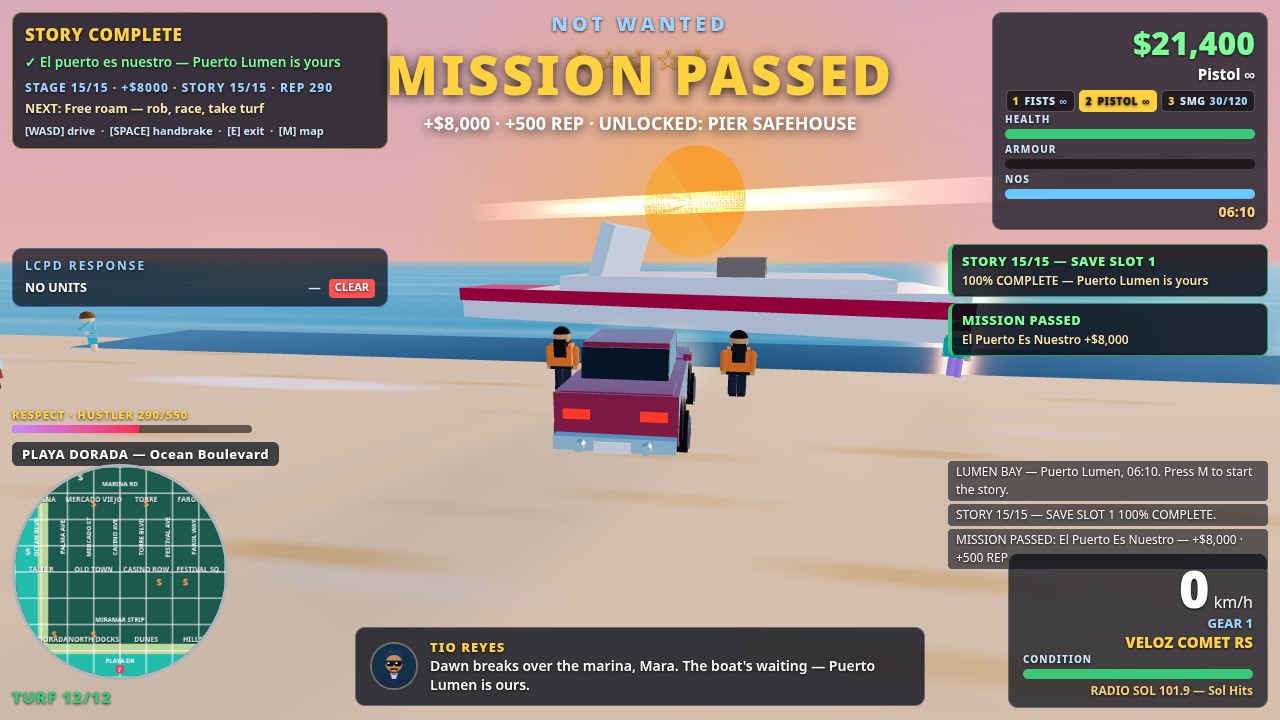 STORY COMPLETE
✓ El puerto es nuestro — Puerto Lumen is yours
STAGE 15/15 · +$8000 · STORY 15/15 · REP 290
NEXT: Free roam — rob, race, take turf
[WASD] drive · [SPACE] handbrake · [E] exit · [M] map
NOT WANTED
MISSION PASSED
+$8,000 · +500 REP · UNLOCKED: PIER SAFEHOUSE
$21,400
Pistol ∞
1 FISTS ∞
2 PISTOL ∞
3 SMG 30/120
HEALTH
ARMOUR
NOS
06:10
LCPD RESPONSE
NO UNITS — CLEAR
STORY 15/15 — SAVE SLOT 1
100% COMPLETE — Puerto Lumen is yours
MISSION PASSED
El Puerto Es Nuestro +$8,000
RESPECT · HUSTLER 290/550
PLAYA DORADA — Ocean Boulevard
MARINA RD
MERCADO VIEJO
TORRE
FARO
OCEAN BLVD
PALMA AVE
MERCADO ST
CASINO AVE
TORRE BLVD
FESTIVAL AVE
FAROL WAY
OLD TOWN
CASINO ROW
FESTIVAL SQ.
MIRAMAR STRIP
NORTH DOCKS
DUNES
HILL
PLAYA DR
F
TURF 12/12
LUMEN BAY — Puerto Lumen, 06:10. Press M to start
the story.
STORY 15/15 — SAVE SLOT 1 100% COMPLETE.
MISSION PASSED: El Puerto Es Nuestro — +$8,000 ·
+500 REP
0 km/h
GEAR 1
VELOZ COMET RS
CONDITION
RADIO SOL 101.9 — Sol Hits
TIO REYES
Dawn breaks over the marina, Mara. The boat's waiting — Puerto
Lumen is ours.